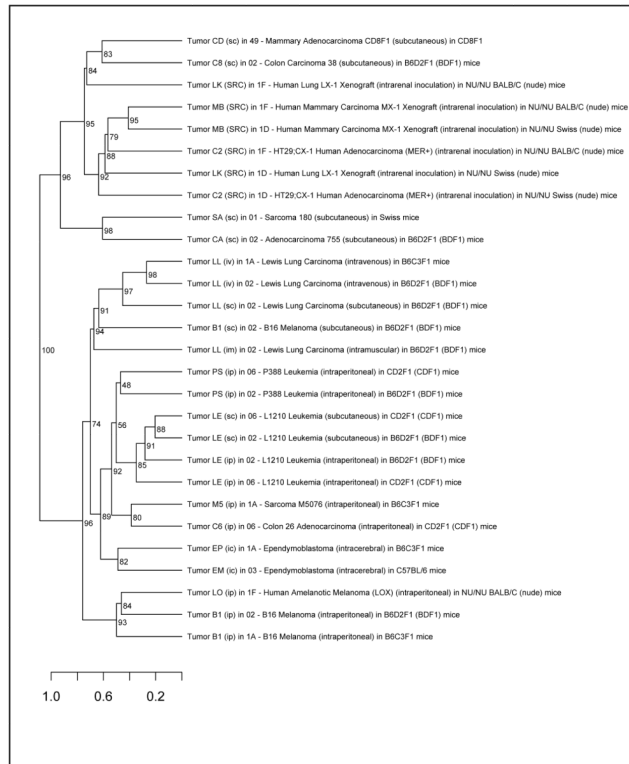 Tumor CD (sc) in 49 - Mammary Adenocarcinoma CD8F1 (subcutaneous) in CD8F1
83
Tumor C8 (sc) in 02 - Colon Carcinoma 38 (subcutaneous) in B6D2F1 (BDF1) mice
84
Tumor LK (SRC) in 1F - Human Lung LX-1 Xenograft (intrarenal inoculation) in NU/NU BALB/C (nude) mice
Tumor MB (SRC) in 1F - Human Mammary Carcinoma MX-1 Xenograft (intrarenal inoculation) in NU/NU BALB/C (nude) mice
95
95
Tumor MB (SRC) in 1D - Human Mammary Carcinoma MX-1 Xenograft (intrarenal inoculation) in NU/NU Swiss (nude) mice
79
Tumor C2 (SRC) in 1F - HT29;CX-1 Human Adenocarcinoma (MER+) (intrarenal inoculation) in NU/NU BALB/C (nude) mice
88
Tumor LK (SRC) in 1D - Human Lung LX-1 Xenograft (intrarenal inoculation) in NU/NU Swiss (nude) mice
96
92
Tumor C2 (SRC) in 1D - HT29;CX-1 Human Adenocarcinoma (MER+) (intrarenal inoculation) in NU/NU Swiss (nude) mice
Tumor SA (sc) in 01 - Sarcoma 180 (subcutaneous) in Swiss mice
98
Tumor CA (sc) in 02 - Adenocarcinoma 755 (subcutaneous) in B6D2F1 (BDF1) mice
Tumor LL (iv) in 1A - Lewis Lung Carcinoma (intravenous) in B6C3F1 mice
98
Tumor LL (iv) in 02 - Lewis Lung Carcinoma (intravenous) in B6D2F1 (BDF1) mice
97
Tumor LL (sc) in 02 - Lewis Lung Carcinoma (subcutaneous) in B6D2F1 (BDF1) mice
91
Tumor B1 (sc) in 02 - B16 Melanoma (subcutaneous) in B6D2F1 (BDF1) mice
94
Tumor LL (im) in 02 - Lewis Lung Carcinoma (intramuscular) in B6D2F1 (BDF1) mice
100
Tumor PS (ip) in 06 - P388 Leukemia (intraperitoneal) in CD2F1 (CDF1) mice
48
Tumor PS (ip) in 02 - P388 Leukemia (intraperitoneal) in B6D2F1 (BDF1) mice
Tumor LE (sc) in 06 - L1210 Leukemia (subcutaneous) in CD2F1 (CDF1) mice
74
56
88
Tumor LE (sc) in 02 - L1210 Leukemia (subcutaneous) in B6D2F1 (BDF1) mice
91
Tumor LE (ip) in 02 - L1210 Leukemia (intraperitoneal) in B6D2F1 (BDF1) mice
92
85
Tumor LE (ip) in 06 - L1210 Leukemia (intraperitoneal) in CD2F1 (CDF1) mice
Tumor M5 (ip) in 1A - Sarcoma M5076 (intraperitoneal) in B6C3F1 mice
96
89
80
Tumor C6 (ip) in 06 - Colon 26 Adenocarcinoma (intraperitoneal) in CD2F1 (CDF1) mice
Tumor EP (ic) in 1A - Ependymoblastoma (intracerebral) in B6C3F1 mice
82
Tumor EM (ic) in 03 - Ependymoblastoma (intracerebral) in C57BL/6 mice
Tumor LO (ip) in 1F - Human Amelanotic Melanoma (LOX) (intraperitoneal) in NU/NU BALB/C (nude) mice
84
Tumor B1 (ip) in 02 - B16 Melanoma (intraperitoneal) in B6D2F1 (BDF1) mice
93
Tumor B1 (ip) in 1A - B16 Melanoma (intraperitoneal) in B6C3F1 mice
1.0 0.6 0.2